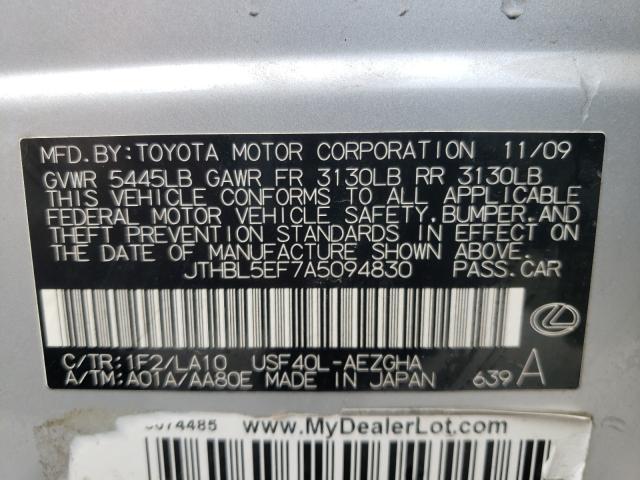 MFD.BY:TOYOTA MOTOR CORPORATION 11/09
GVWR 5445LB GAWR FR 3130LB RR 3130LB
THIS VEHICLE CONFORMS TO ALL APPLICABLE
FEDERAL MOTOR VEHICLE SAFETY.BUMPER.AND
THEFT PREVENTION STANDARDS IN EFFECT ON
THE DATE OF MANUFACTURE SHOWN ABOVE.
JTHBL5EF7A5094830 PASS.CAR
C/TR:1F2/LA10 USF40L-AEZGHA
A/TM:A01A/AA80E MADE IN JAPAN 639A
www.MyDealerLot.com